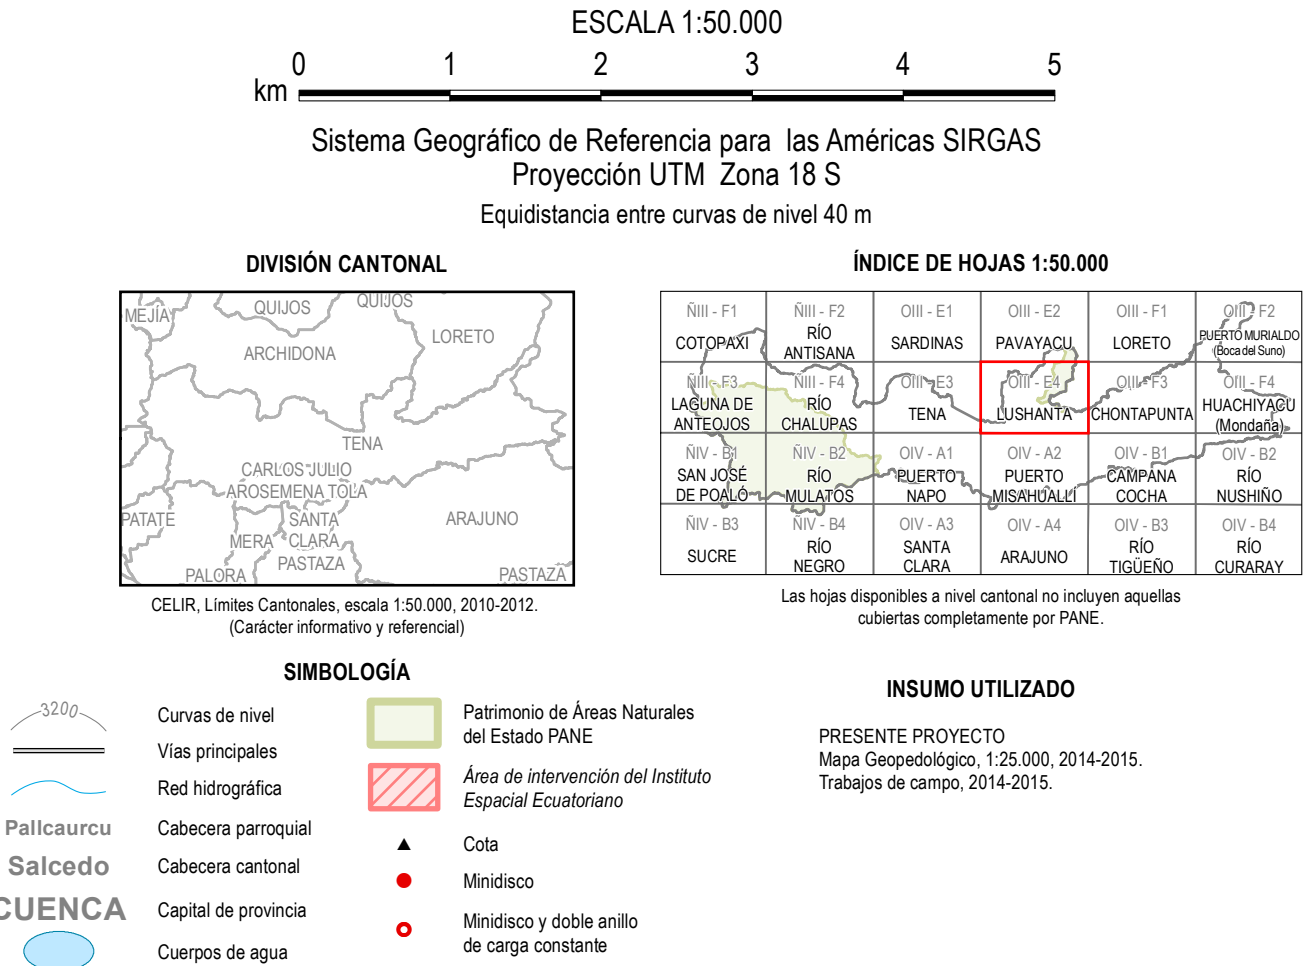 ESCALA 1:50.000
0 1 2 3 4 5
km
Sistema Geográfico de Referencia para las Américas SIRGAS
Proyección UTM Zona 18 S
Equidistancia entre curvas de nivel 40 m
DIVISIÓN CANTONAL
MEJÍA
QUIJOS
QUIJOS
LORETO
ARCHIDONA
TENA
CARLOS JULIO
AROSEMENA TOLA
PATATE
SANTA
CLARA
ARAJUNO
MERA
PASTAZA
PALORA
PASTAZA
CELIR, Límites Cantonales, escala 1:50.000, 2010-2012.
(Carácter informativo y referencial)
ÍNDICE DE HOJAS 1:50.000
ÑIII - F1
COTOPAXI
ÑIII - F2
RÍO
ANTISANA
OIII - E1
SARDINAS
OIII - E2
PAVAYACU
OIII - F1
LORETO
OIII - F2
PUERTO MURIALDO
(Boca del Suno)
ÑIII - F3
LAGUNA DE
ANTEOJOS
ÑIII - F4
RÍO
CHALUPAS
OIII - E3
TENA
OIII - E4
LUSHANTA
OIII - F3
CHONTAPUNTA
OIII - F4
HUACHIYACU
(Mondaña)
ÑIV - B1
SAN JOSÉ
DE POALÓ
ÑIV - B2
RÍO
MULATOS
OIV - A1
PUERTO
NAPO
OIV - A2
PUERTO
MISAHUALLÍ
OIV - B1
CAMPANA
COCHA
OIV - B2
RÍO
NUSHIÑO
ÑIV - B3
SUCRE
ÑIV - B4
RÍO
NEGRO
OIV - A3
SANTA
CLARA
OIV - A4
ARAJUNO
OIV - B3
RÍO
TIGÜEÑO
OIV - B4
RÍO
CURARAY
Las hojas disponibles a nivel cantonal no incluyen aquellas
cubiertas completamente por PANE.
SIMBOLOGÍA
3200
Curvas de nivel
Vías principales
Red hidrográfica
Pallcaurcu
Cabecera parroquial
Salcedo
Cabecera cantonal
CUENCA
Capital de provincia
Cuerpos de agua
Patrimonio de Áreas Naturales
del Estado PANE
Área de intervención del Instituto
Espacial Ecuatoriano
Cota
Minidisco
Minidisco y doble anillo
de carga constante
INSUMO UTILIZADO
PRESENTE PROYECTO
Mapa Geopedológico, 1:25.000, 2014-2015.
Trabajos de campo, 2014-2015.